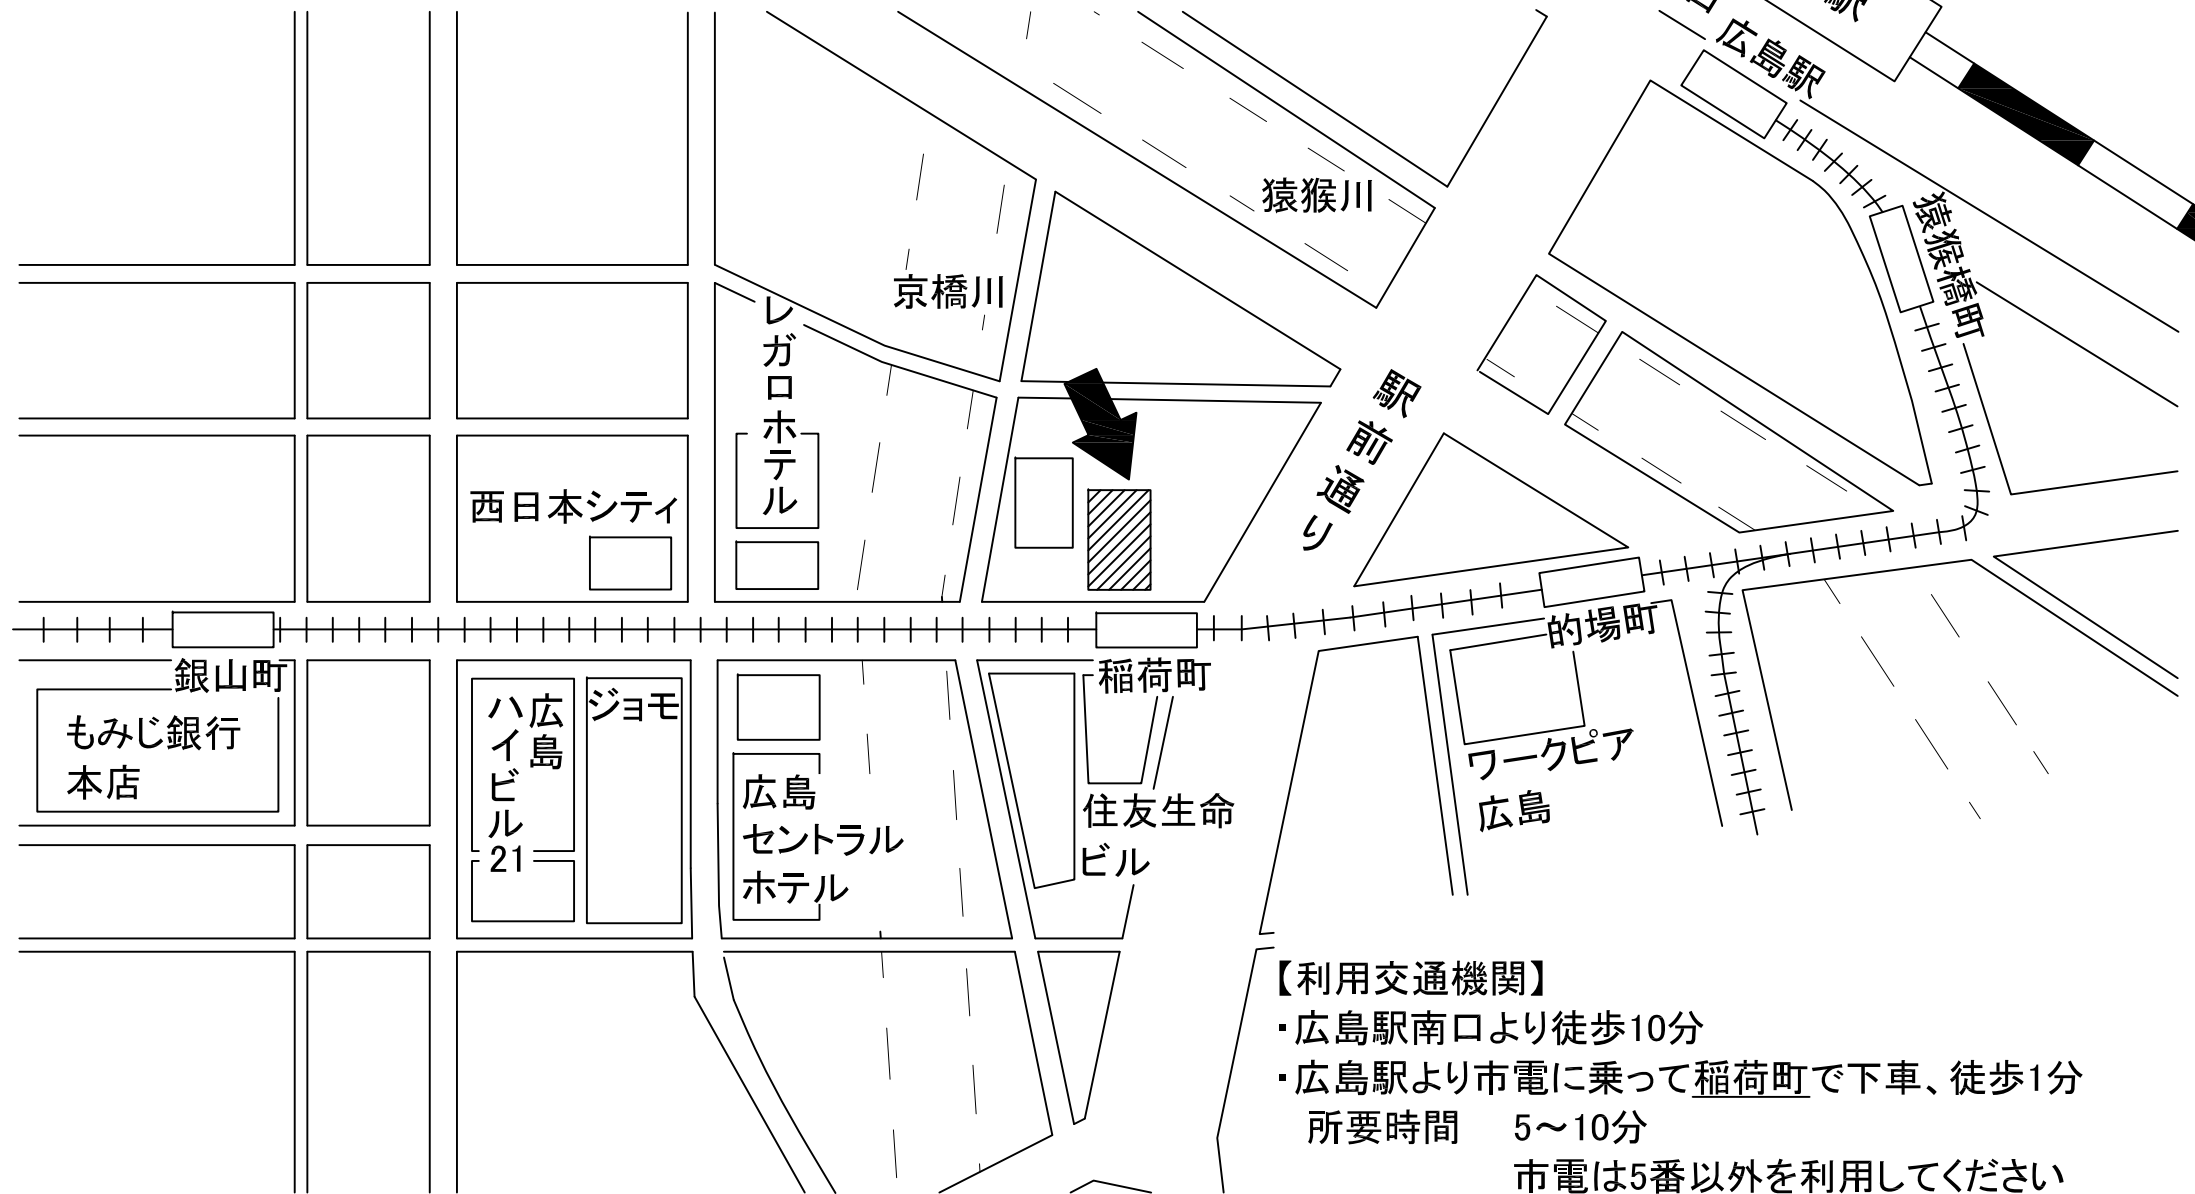 駅
口
広島駅
猿猴橋町
猿猴川
京橋川
レガロホテル
駅前通り
西日本シティ
銀山町
稲荷町
的場町
もみじ銀行
本店
広島
ハイビル
21
ジョモ
広島
セントラル
ホテル
住友生命
ビル
ワークピア
広島
【利用交通機関】
・広島駅南口より徒歩10分
・広島駅より市電に乗って稲荷町で下車、徒歩1分
所要時間　5～10分
市電は5番以外を利用してください